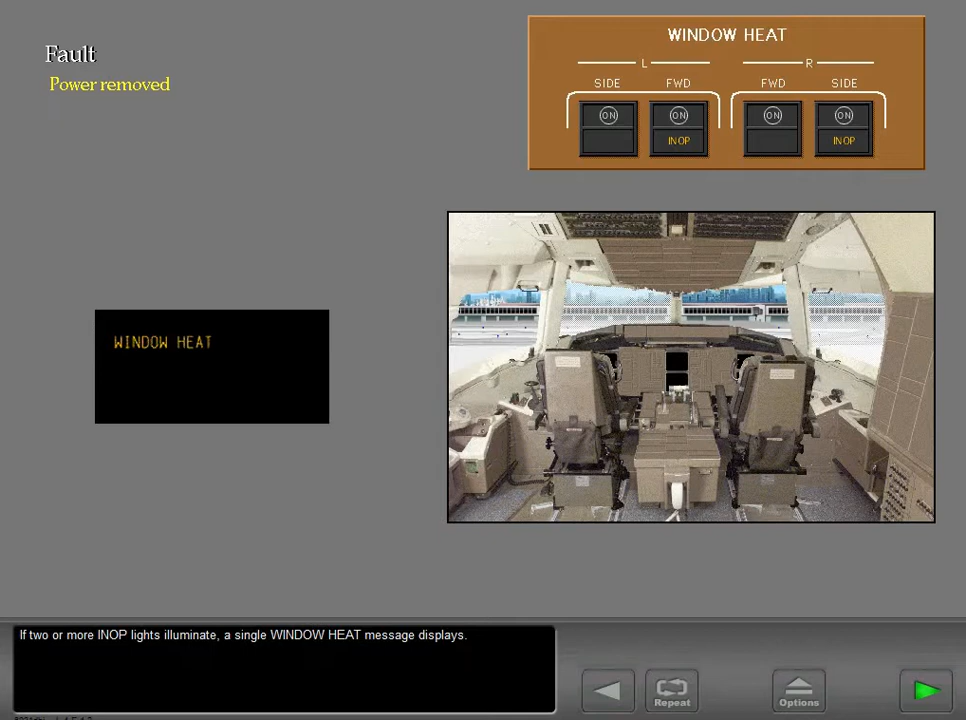 Fault
Power removed
WINDOW HEAT
L R
SIDE FWD FWD SIDE
ON ON ON ON
INOP INOP
WINDOW HEAT
If two or more INOP lights illuminate, a single WINDOW HEAT message displays.
Repeat Options